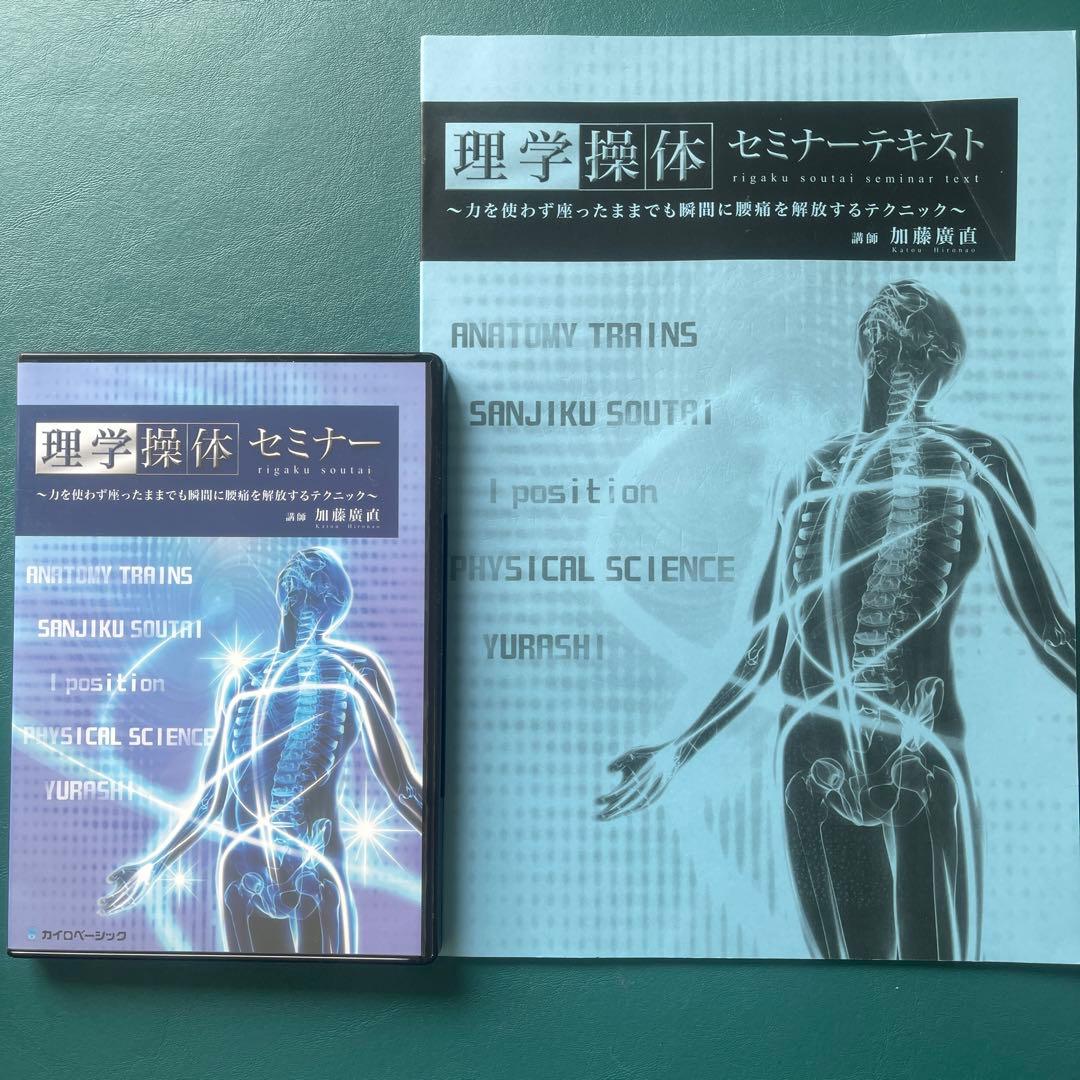 理学操体 セミナー
rigaku soutai
～力を使わず座ったままでも瞬間に腰痛を解放するテクニック～
講師 加藤廣直
Katou Hironao
ANATOMY TRAINS
SANJIKU SOUTAI
I position
PHYSICAL SCIENCE
YURASHI
カイロベーシック
理学操体 セミナーテキスト
rigaku soutai seminar text
～力を使わず座ったままでも瞬間に腰痛を解放するテクニック～
講師 加藤廣直
Katou Hironao
ANATOMY TRAINS
SANJIKU SOUTAI
I position
PHYSICAL SCIENCE
YURASHI